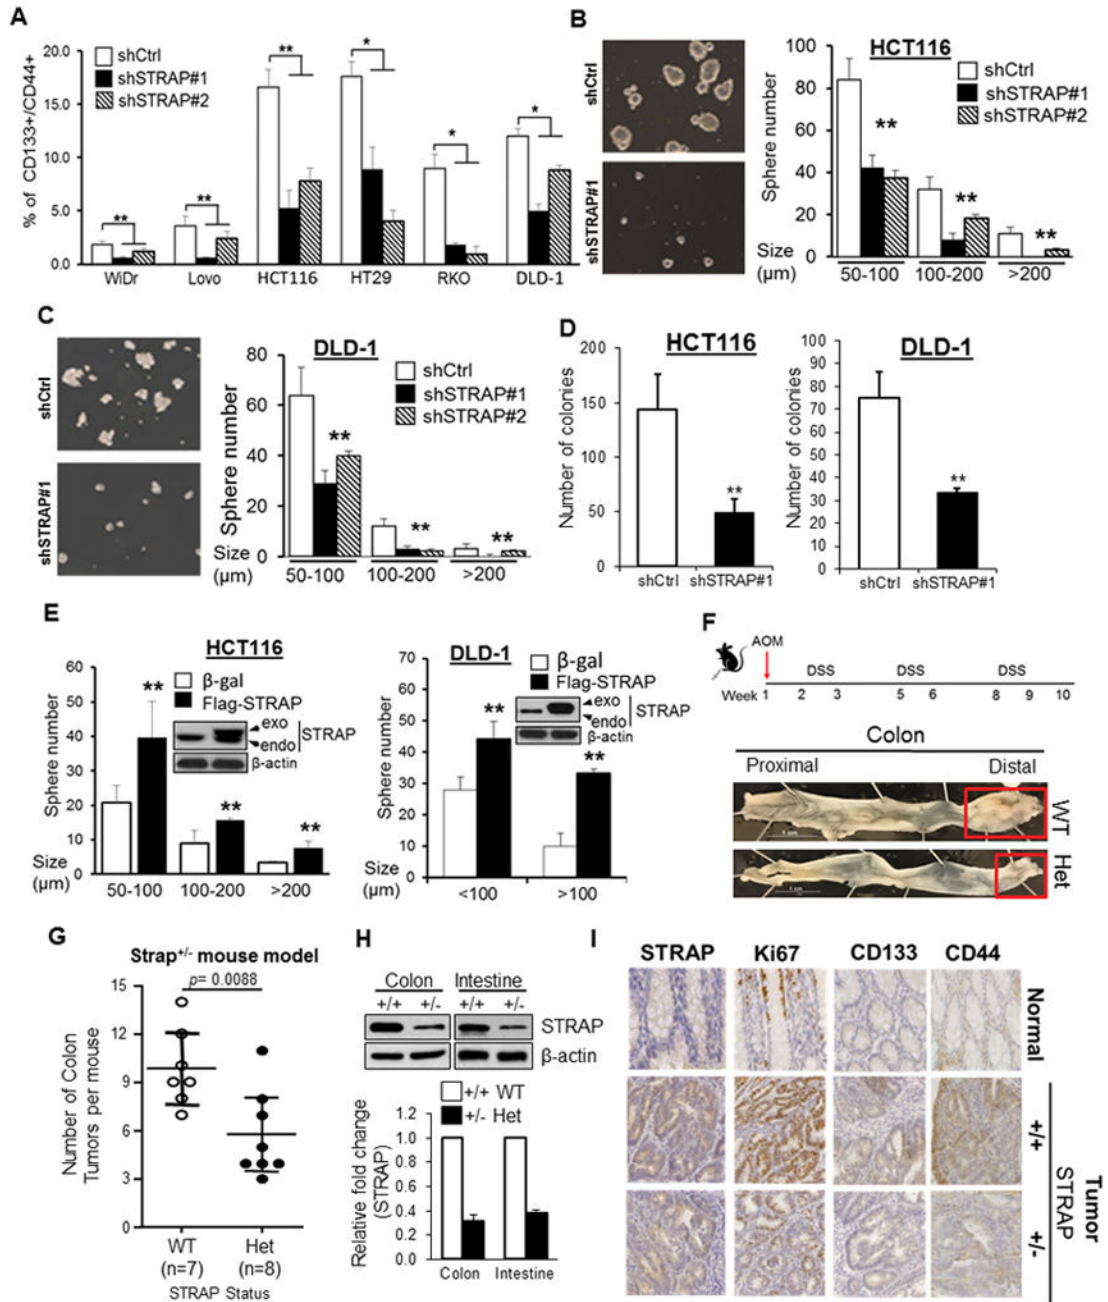 A
% of CD133+/CD44+
20.0
15.0
10.0
5.0
0.0
shCtrl
shSTRAP#1
shSTRAP#2
** ** ** * * *
WiDr Lovo HCT116 HT29 RKO DLD-1
B
shCtrl
shSTRAP#1
HCT116
Sphere number
100
80
60
40
20
0
shCtrl
shSTRAP#1
shSTRAP#2
** ** **
Size (µm)
50-100 100-200 >200
C
shCtrl
shSTRAP#1
DLD-1
Sphere number
80
60
40
20
0
shCtrl
shSTRAP#1
shSTRAP#2
** ** **
Size (µm)
50-100 100-200 >200
D
HCT116
Number of colonies
200
150
100
50
0
**
shCtrl shSTRAP#1
DLD-1
Number of colonies
90
80
70
60
50
40
30
20
10
0
**
shCtrl shSTRAP#1
E
HCT116
Sphere number
60
50
40
30
20
10
0
β-gal
Flag-STRAP
exo
endo
STRAP
β-actin
** ** **
Size (µm)
50-100 100-200 >200
DLD-1
Sphere number
70
60
50
40
30
20
10
0
β-gal
Flag-STRAP
exo
endo
STRAP
β-actin
** **
Size (µm)
<100 >100
F
AOM
DSS DSS DSS
Week 1 2 3 5 6 8 9 10
Colon
Proximal Distal
WT
1 cm
Het
1 cm
G
Strap+/- mouse model
p= 0.0088
Number of Colon
Tumors per mouse
15
12
9
6
3
0
WT Het
(n=7) (n=8)
STRAP Status
H
Colon Intestine
+/+ +/- +/+ +/-
STRAP
β-actin
+/+ WT
+/- Het
Relative fold change
(STRAP)
1.2
1.0
0.8
0.6
0.4
0.2
0.0
Colon Intestine
I
STRAP Ki67 CD133 CD44
Normal
+/+
+/-
STRAP
Tumor